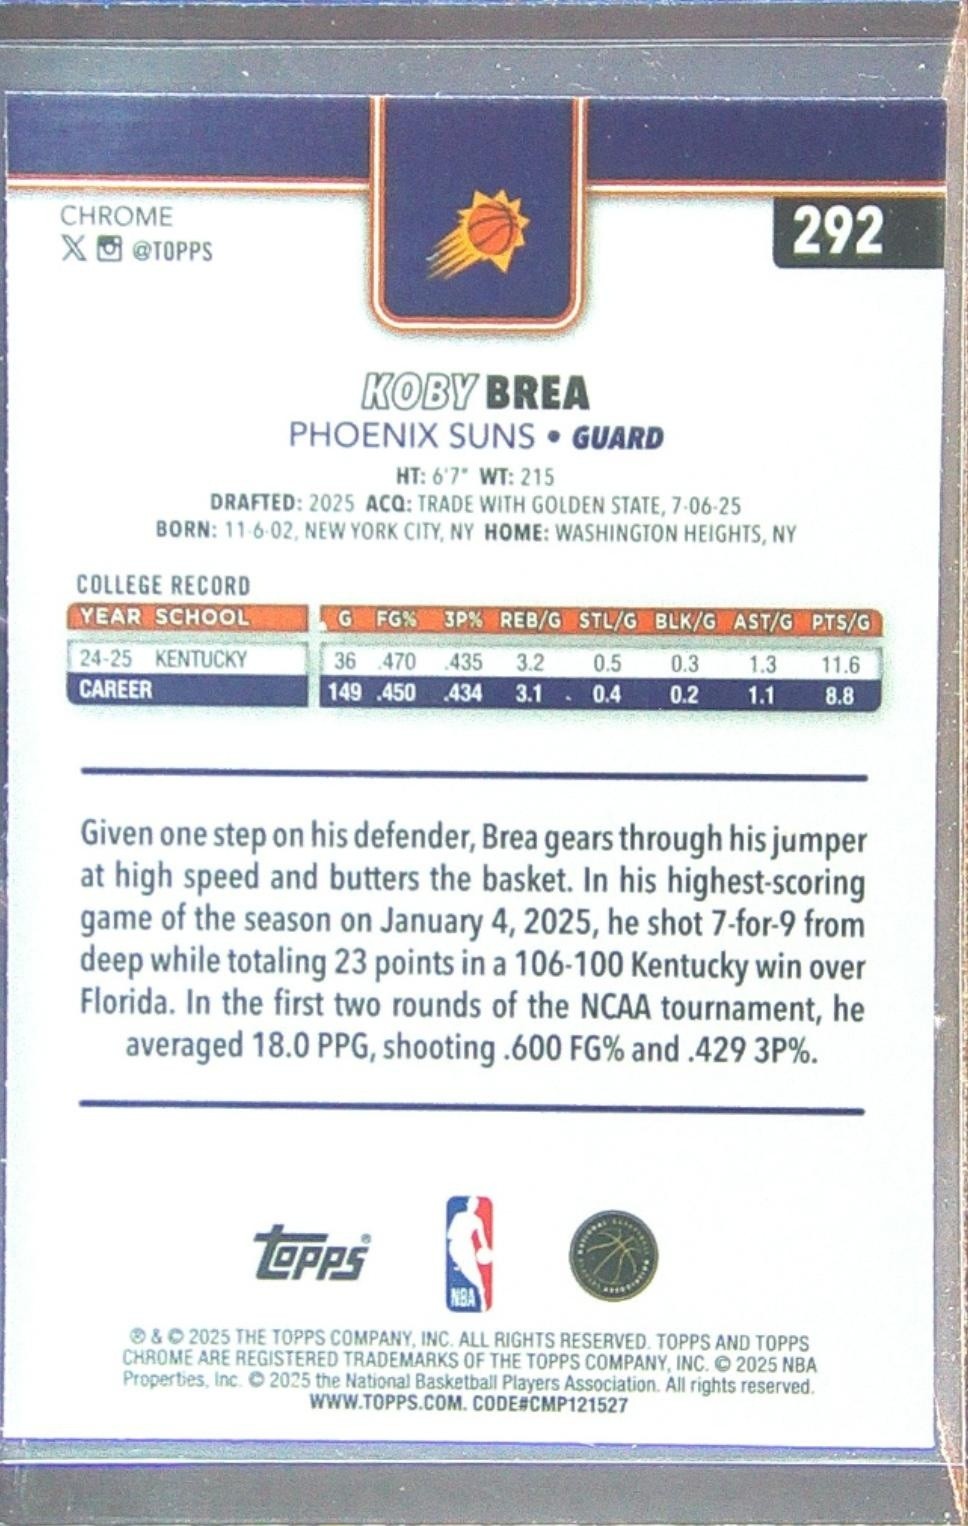 CHROME
X @TOPPS
292
KOBY BREA
PHOENIX SUNS • GUARD
HT: 6'7" WT: 215
DRAFTED: 2025 ACQ: TRADE WITH GOLDEN STATE, 7-06-25
BORN: 11-6-02, NEW YORK CITY, NY HOME: WASHINGTON HEIGHTS, NY
COLLEGE RECORD
YEAR SCHOOL G FG% 3P% REB/G STL/G BLK/G AST/G PTS/G
24-25 KENTUCKY 36 .470 .435 3.2 0.5 0.3 1.3 11.6
CAREER 149 .450 .434 3.1 0.4 0.2 1.1 8.8
Given one step on his defender, Brea gears through his jumper
at high speed and butters the basket. In his highest-scoring
game of the season on January 4, 2025, he shot 7-for-9 from
deep while totaling 23 points in a 106-100 Kentucky win over
Florida. In the first two rounds of the NCAA tournament, he
averaged 18.0 PPG, shooting .600 FG% and .429 3P%.
Topps®
NBA
® & © 2025 THE TOPPS COMPANY, INC. ALL RIGHTS RESERVED. TOPPS AND TOPPS
CHROME ARE REGISTERED TRADEMARKS OF THE TOPPS COMPANY, INC. © 2025 NBA
Properties, Inc. © 2025 the National Basketball Players Association. All rights reserved.
WWW.TOPPS.COM. CODE#CMP121527